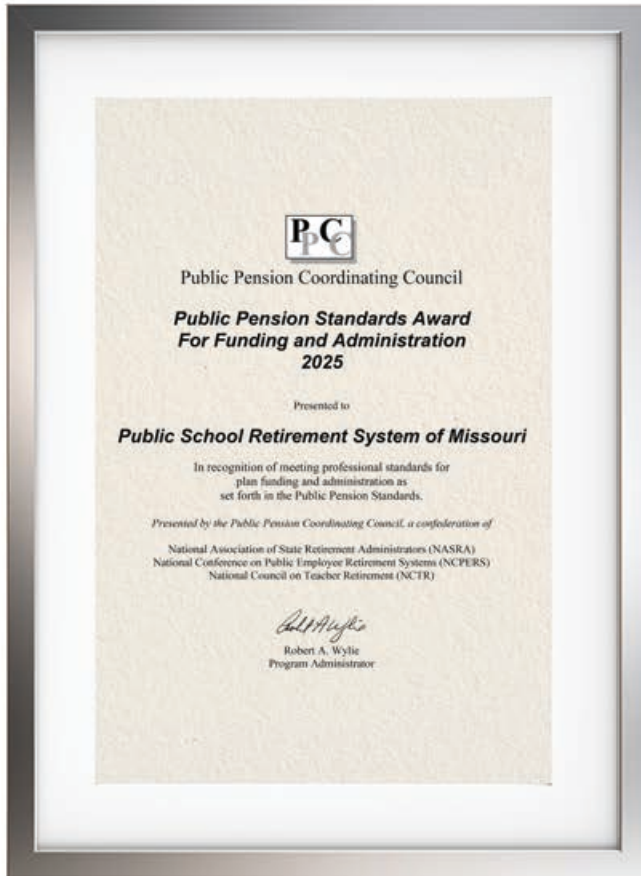 PPCC
Public Pension Coordinating Council
Public Pension Standards Award
For Funding and Administration
2025
Presented to
Public School Retirement System of Missouri
In recognition of meeting professional standards for
plan funding and administration as
set forth in the Public Pension Standards.
Presented by the Public Pension Coordinating Council, a confederation of
National Association of State Retirement Administrators (NASRA)
National Conference on Public Employee Retirement Systems (NCPERS)
National Council on Teacher Retirement (NCTR)
Robert A Wylie
Robert A. Wylie
Program Administrator